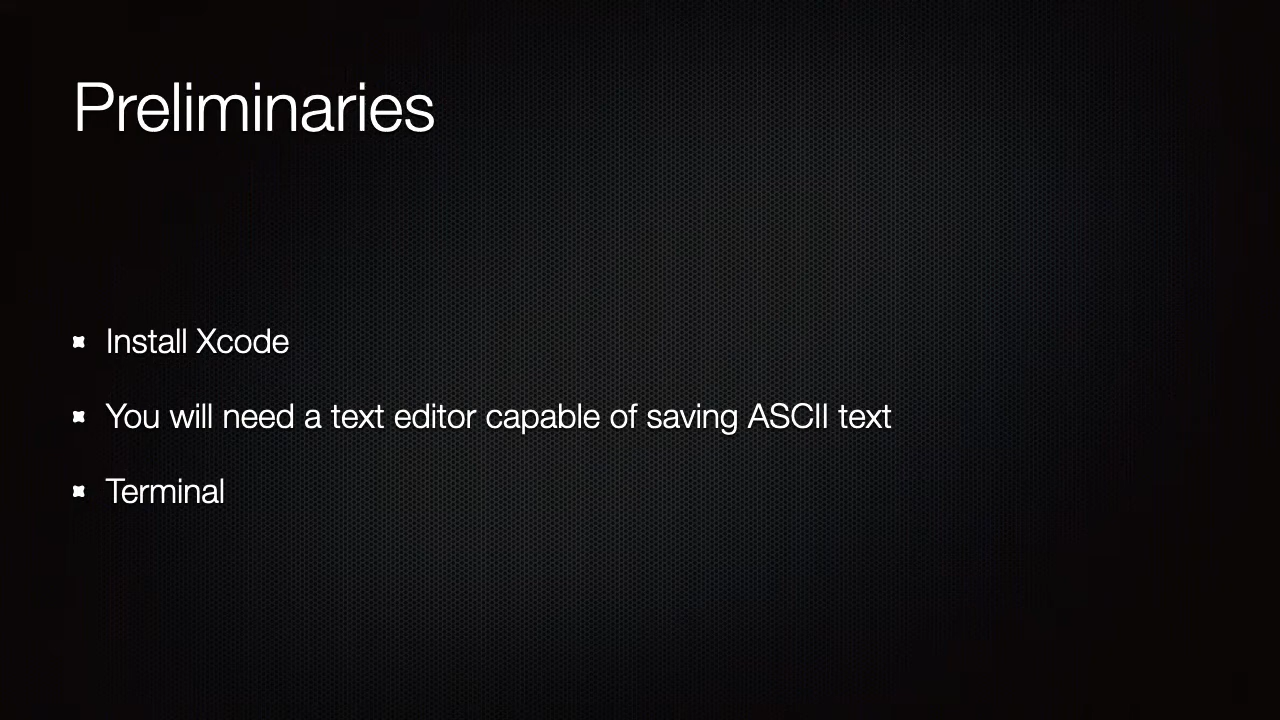 Preliminaries
Install Xcode
You will need a text editor capable of saving ASCII text
Terminal